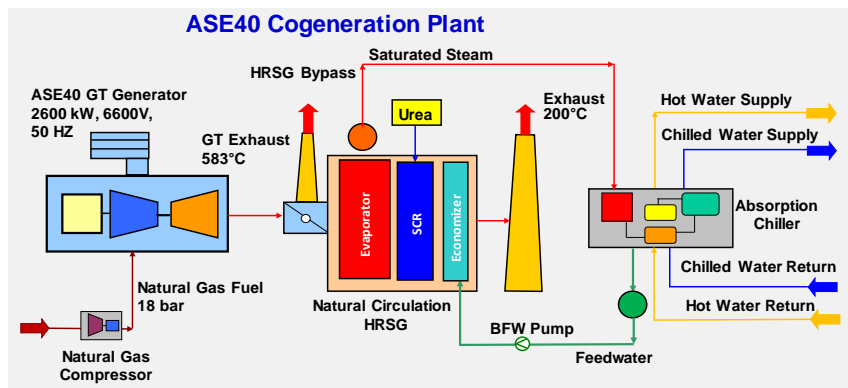 ASE40 Cogeneration Plant
Saturated Steam
HRSG Bypass
ASE40 GT Generator
2600 kW, 6600V,
50 HZ
GT Exhaust
583°C
Urea
Exhaust
200°C
Hot Water Supply
Chilled Water Supply
Evaporator
SCR
Economizer
Absorption
Chiller
Natural Gas Fuel
18 bar
Natural Circulation
HRSG
Chilled Water Return
Hot Water Return
BFW Pump
Feedwater
Natural Gas
Compressor